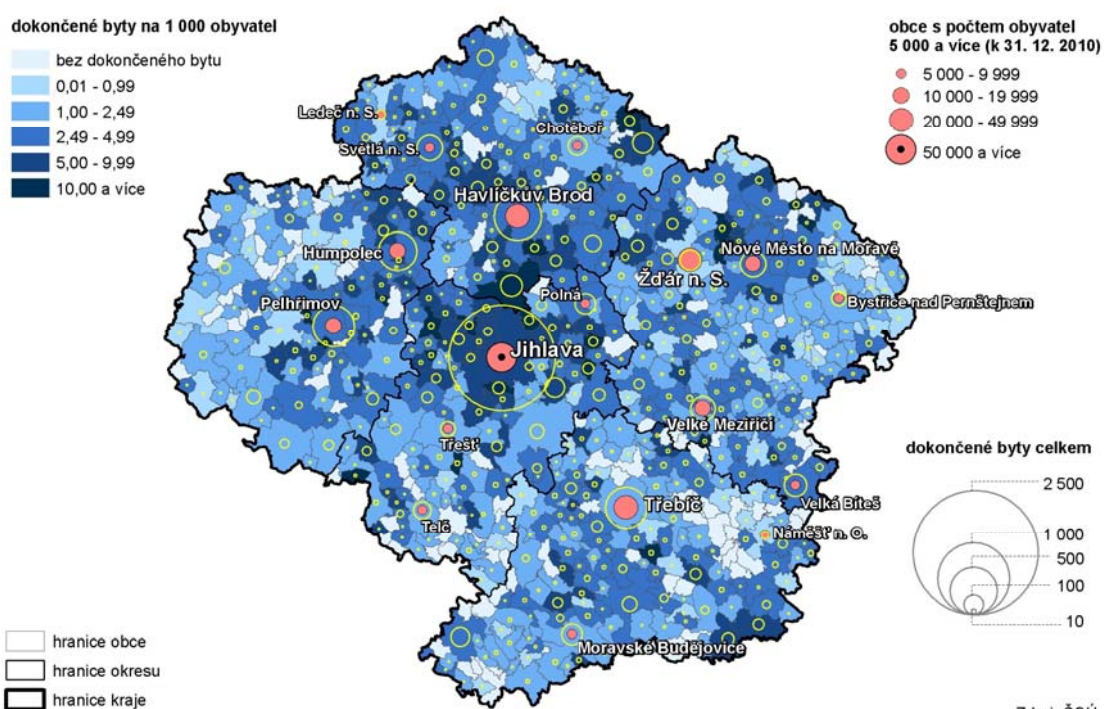 dokončené byty na 1 000 obyvatel
bez dokončeného bytu
0,01 - 0,99
1,00 - 2,49
2,49 - 4,99
5,00 - 9,99
10,00 a více
obce s počtem obyvatel
5 000 a více (k 31. 12. 2010)
5 000 - 9 999
10 000 - 19 999
20 000 - 49 999
50 000 a více
Ledeč n. S.
Chotěboř
Světlá n. S.
Havlíčkův Brod
Humpolec
Nové Město na Moravě
Žďár n. S.
Polná
Pelhřimov
Bystřice nad Pernštejnem
Jihlava
Velké Meziříčí
Třešť
Třebíč
Velká Bíteš
Telč
Náměšť n. O.
Moravské Budějovice
dokončené byty celkem
2 500
1 000
500
100
10
hranice obce
hranice okresu
hranice kraje